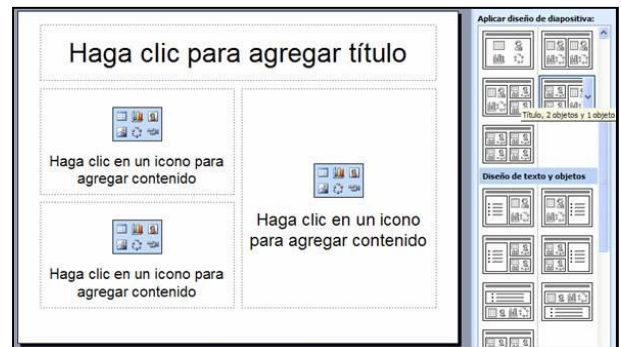 Haga clic para agregar título
Haga clic en un icono para
agregar contenido
Haga clic en un icono
para agregar contenido
Haga clic en un icono para
agregar contenido
Aplicar diseño de diapositiva:
Título, 2 objetos y 1 objeto
Diseño de texto y objetos